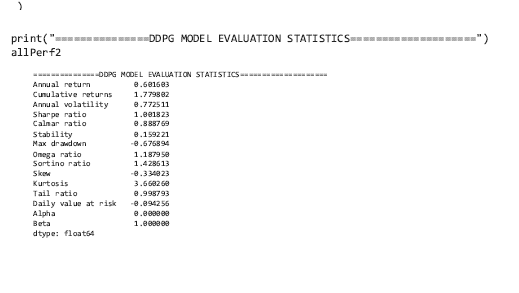 )
print("===============DDPG MODEL EVALUATION STATISTICS====================")
allPerf2
===============DDPG MODEL EVALUATION STATISTICS====================
Annual return 0.601603
Cumulative returns 1.779802
Annual volatility 0.772511
Sharpe ratio 1.001823
Calmar ratio 0.888769
Stability 0.159221
Max drawdown -0.676894
Omega ratio 1.187950
Sortino ratio 1.428613
Skew -0.334023
Kurtosis 3.660260
Tail ratio 0.998793
Daily value at risk -0.094256
Alpha 0.000000
Beta 1.000000
dtype: float64